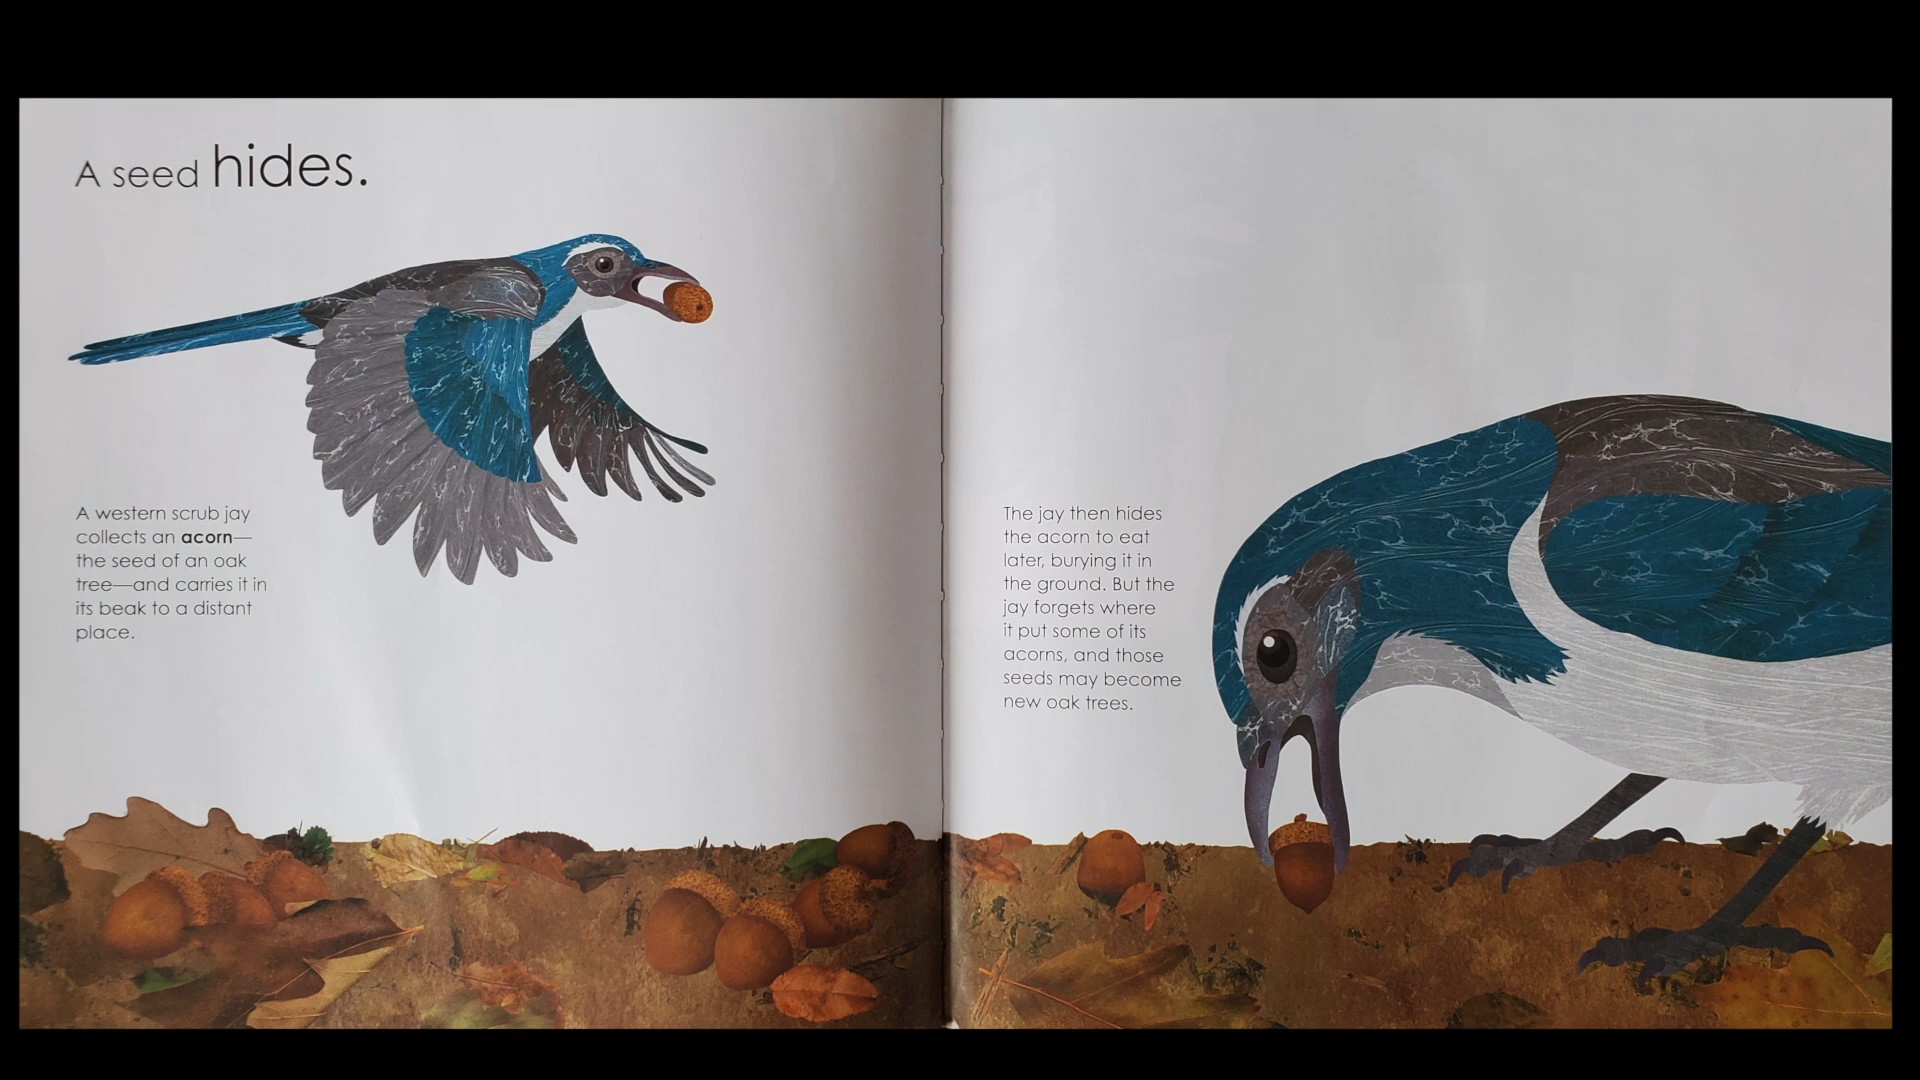 A seed hides.
A western scrub jay
collects an acorn—
the seed of an oak
tree—and carries it in
its beak to a distant
place.
The jay then hides
the acorn to eat
later, burying it in
the ground. But the
jay forgets where
it put some of its
acorns, and those
seeds may become
new oak trees.